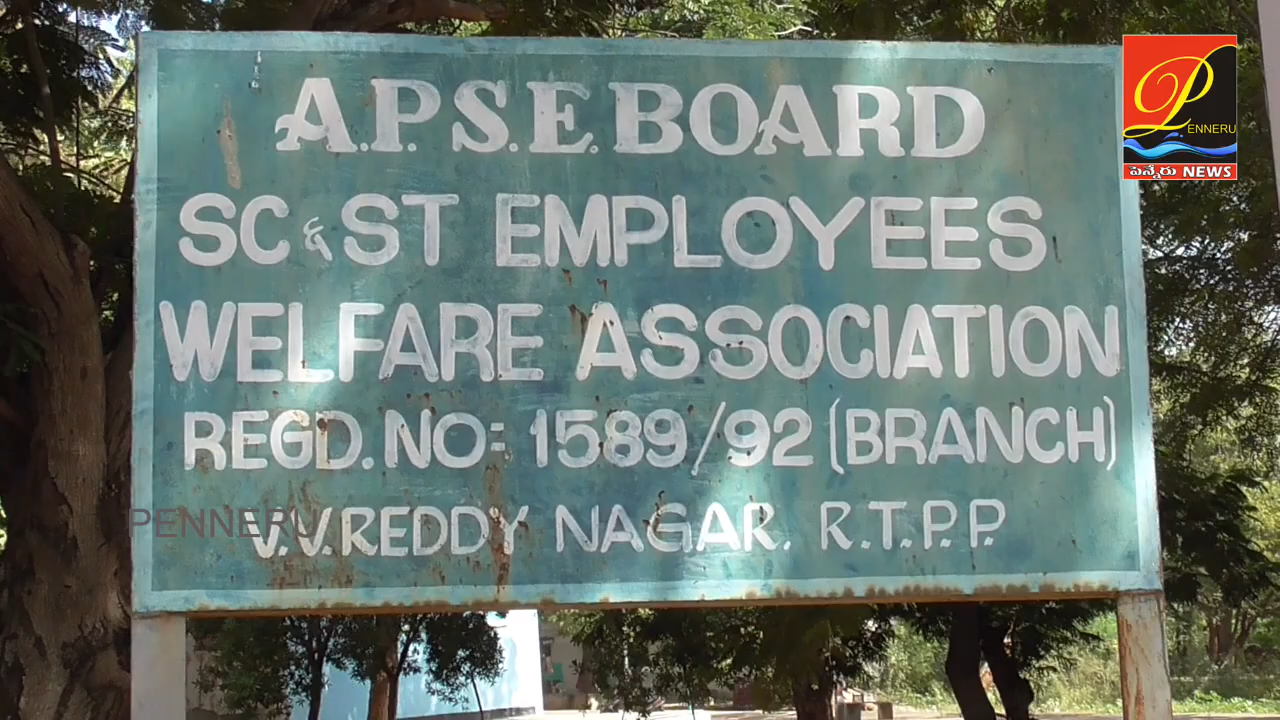 A.P. S.E. BOARD
SC & ST EMPLOYEES
WELFARE ASSOCIATION
REGD. NO: 1589/92 (BRANCH)
V.V. REDDY NAGAR. R.T.P.P.
PENNERU
PENNERU
పెన్నేరు NEWS